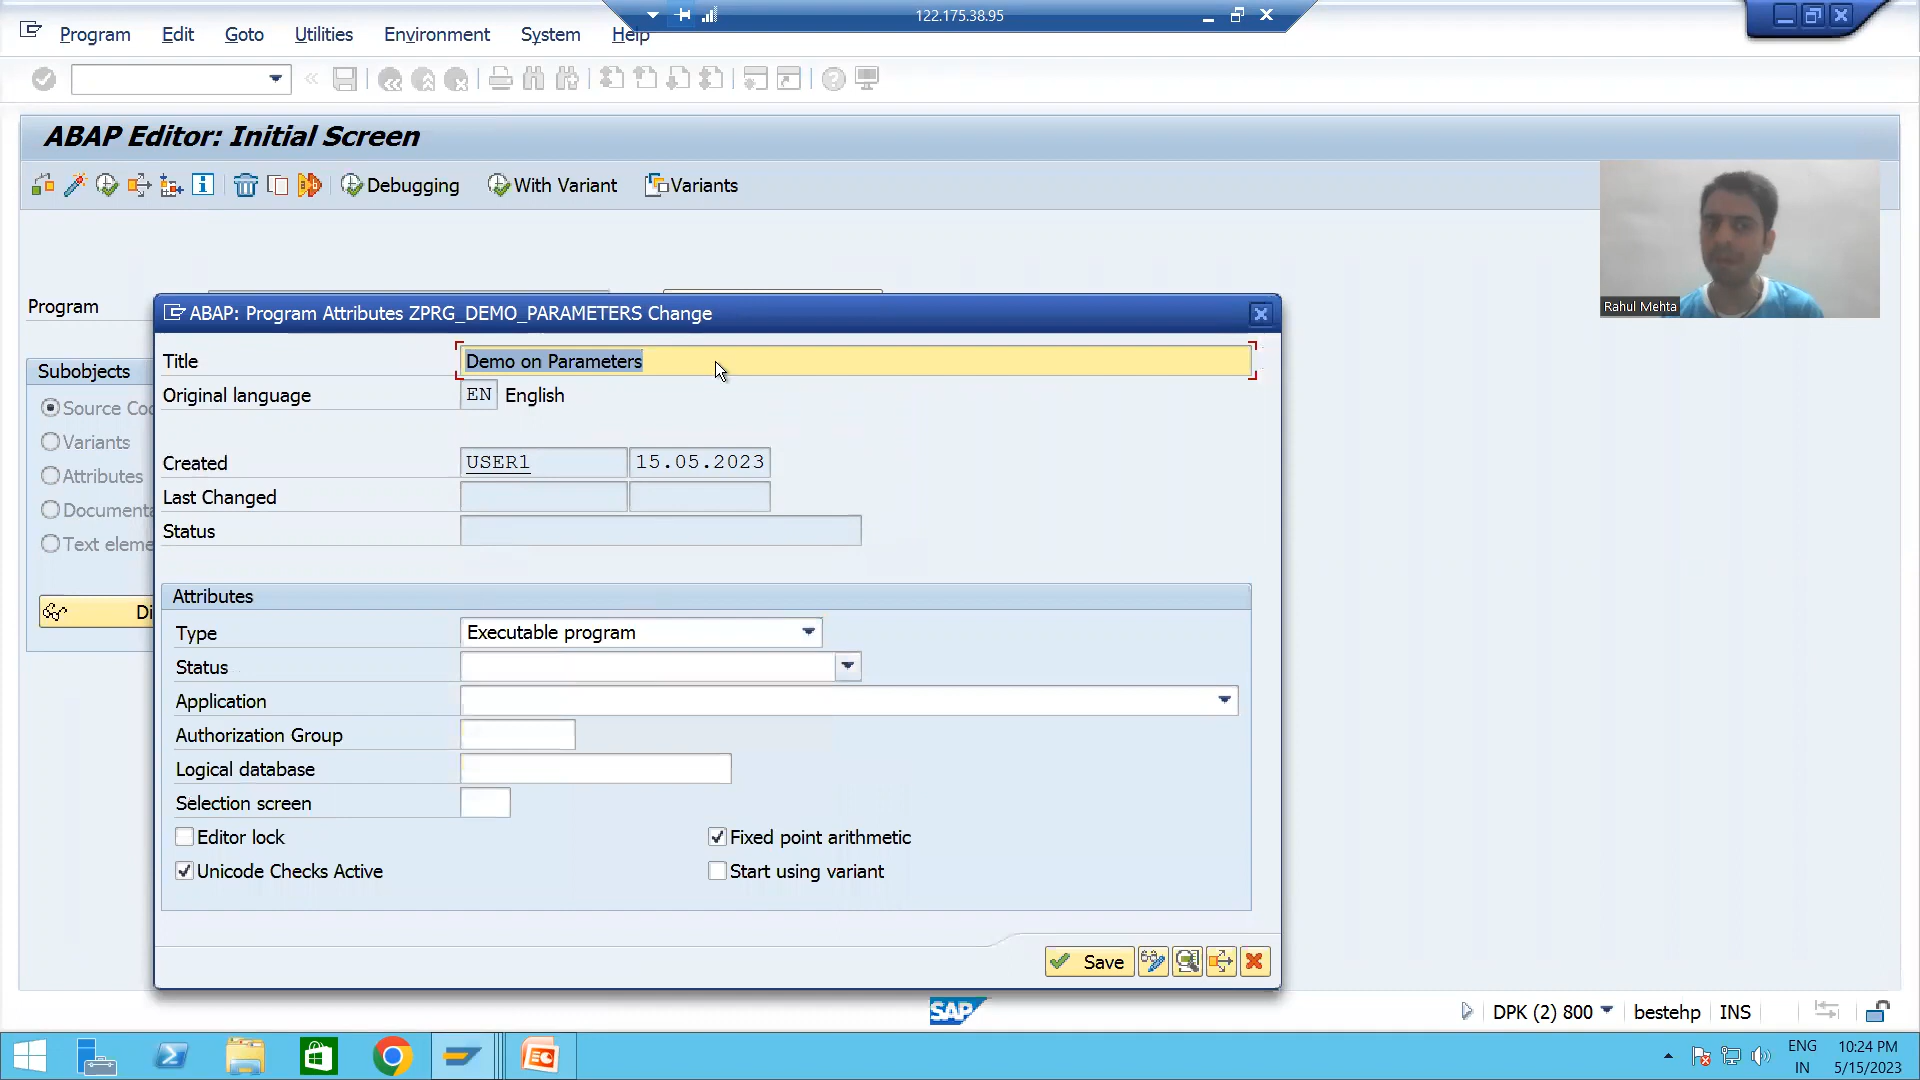 122.175.38.95
Program Edit Goto Utilities Environment System Help
ABAP Editor: Initial Screen
Debugging With Variant Variants
Rahul Mehta
Program
ABAP: Program Attributes ZPRG_DEMO_PARAMETERS Change
Title Demo on Parameters
Original language EN English
Subobjects
Source Co
Variants
Attributes
Documenta
Text eleme
Di
Created USER1 15.05.2023
Last Changed
Status
Attributes
Type Executable program
Status
Application
Authorization Group
Logical database
Selection screen
Editor lock Fixed point arithmetic
Unicode Checks Active Start using variant
Save
SAP
DPK (2) 800 bestehp INS
ENG 10:24 PM
IN 5/15/2023